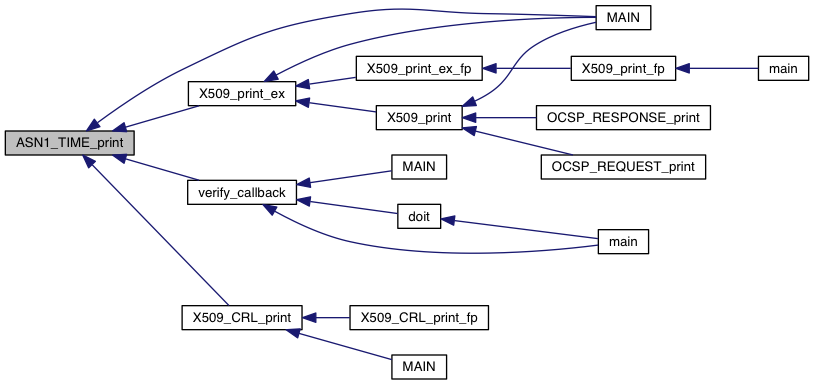 MAIN
X509_print_ex_fp
X509_print_fp
main
X509_print_ex
X509_print
OCSP_RESPONSE_print
ASN1_TIME_print
OCSP_REQUEST_print
MAIN
verify_callback
doit
main
X509_CRL_print
X509_CRL_print_fp
MAIN